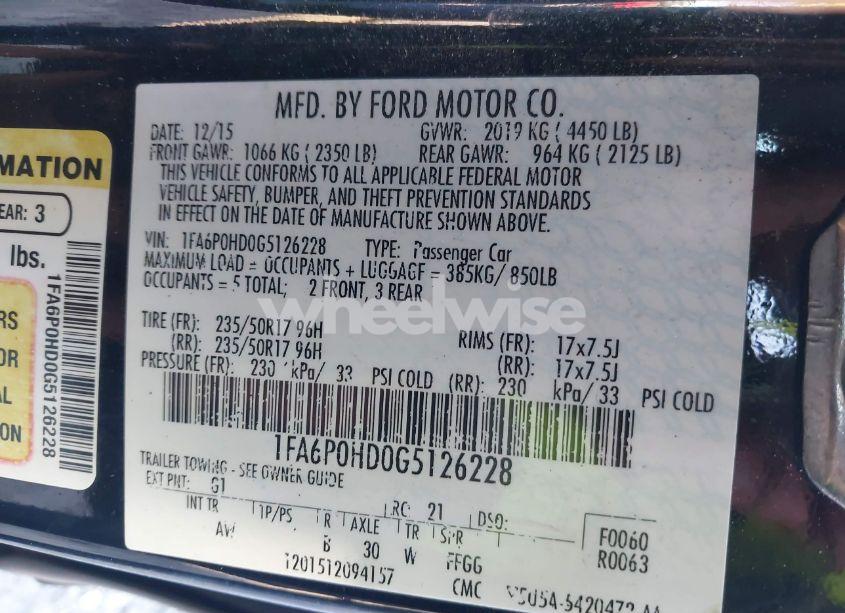 MFD. BY FORD MOTOR CO.
DATE: 12/15 GVWR: 2019 KG ( 4450 LB)
FRONT GAWR: 1066 KG ( 2350 LB) REAR GAWR: 964 KG ( 2125 LB)
THIS VEHICLE CONFORMS TO ALL APPLICABLE FEDERAL MOTOR
VEHICLE SAFETY, BUMPER, AND THEFT PREVENTION STANDARDS
IN EFFECT ON THE DATE OF MANUFACTURE SHOWN ABOVE.
VIN: 1FA6P0HD0G5126228 TYPE: Passenger Car
MAXIMUM LOAD = OCCUPANTS + LUGGAGE = 385KG/ 850LB
OCCUPANTS = 5 TOTAL; 2 FRONT, 3 REAR
TIRE (FR): 235/50R17 96H RIMS (FR): 17x7.5J
(RR): 235/50R17 96H (RR): 17x7.5J
PRESSURE (FR): 230 kPa/ 33 PSI COLD (RR): 230 kPa/33 PSI COLD
1FA6P0HD0G5126228
TRAILER TOWING - SEE OWNER GUIDE
EXT PNT: G1 RC: 21 DSO:
INT TR TP/PS R AXLE TR SPR F0060
AW B 30 W FFGG R0063
T201512094157 CMC
MATION
EAR: 3
lbs.
1FA6P0HD0G5126228
RS
OR
AL
ION
wheelwise